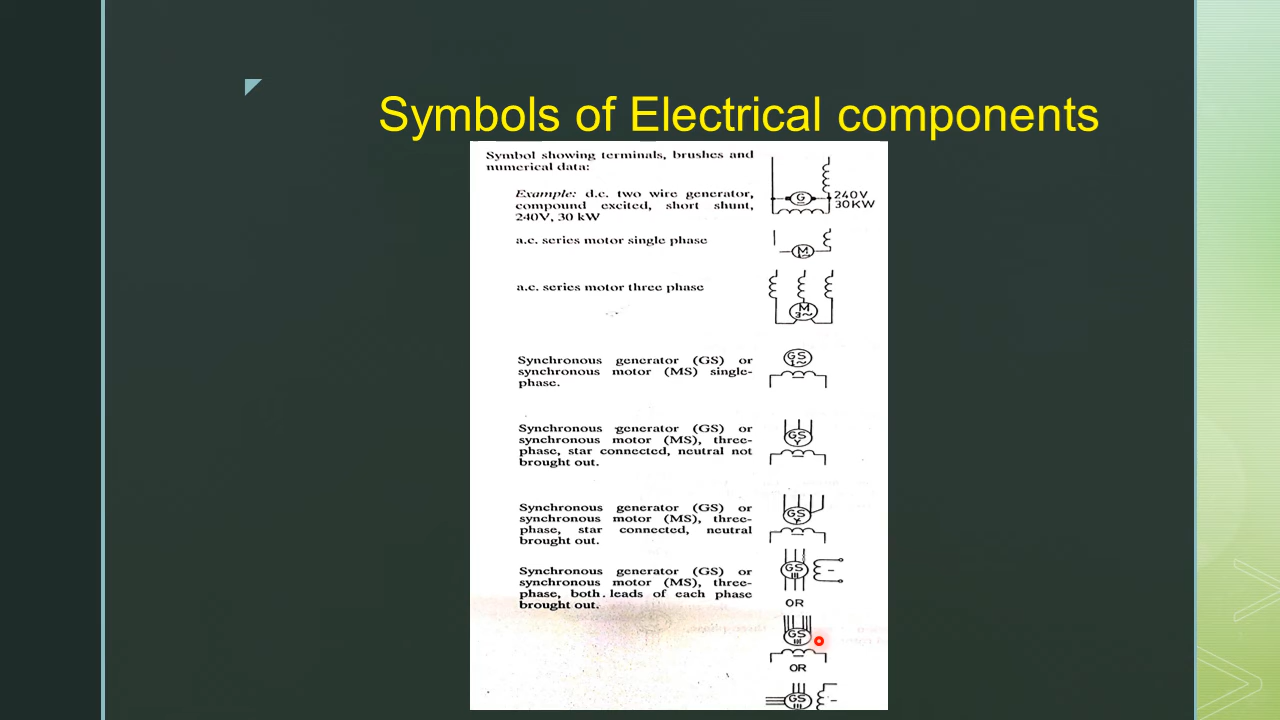 Symbols of Electrical components
Symbol showing terminals, brushes and
numerical data:
Example: d.c. two wire generator,
compound excited, short shunt,
240V, 30 kW
G
240V
30KW
a.c. series motor single phase
M
1~
a.c. series motor three phase
M
3~
Synchronous generator (GS) or
synchronous motor (MS) single-
phase.
GS
1~
Synchronous generator (GS) or
synchronous motor (MS), three-
phase, star connected, neutral not
brought out.
GS
Y
Synchronous generator (GS) or
synchronous motor (MS), three-
phase, star connected, neutral
brought out.
GS
Synchronous generator (GS) or
synchronous motor (MS), three-
phase, both leads of each phase
brought out.
GS
III
OR
GS
III
OR
GS
III